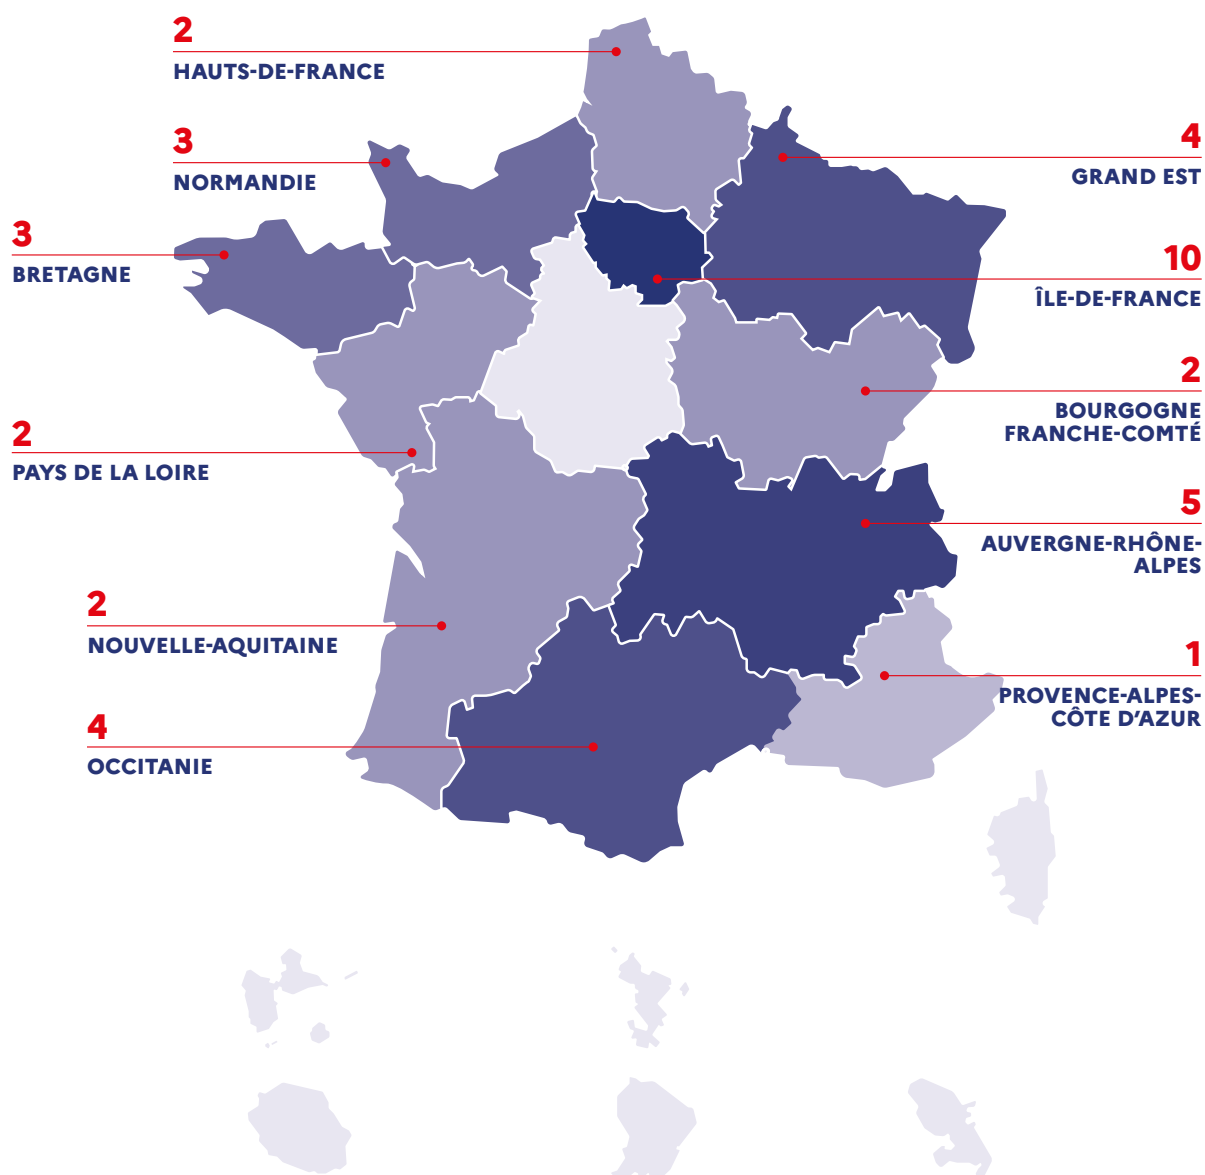 2
HAUTS-DE-FRANCE
3
NORMANDIE
4
GRAND EST
3
BRETAGNE
10
ÎLE-DE-FRANCE
2
BOURGOGNE
FRANCHE-COMTÉ
2
PAYS DE LA LOIRE
5
AUVERGNE-RHÔNE-
ALPES
2
NOUVELLE-AQUITAINE
1
PROVENCE-ALPES-
CÔTE D’AZUR
4
OCCITANIE